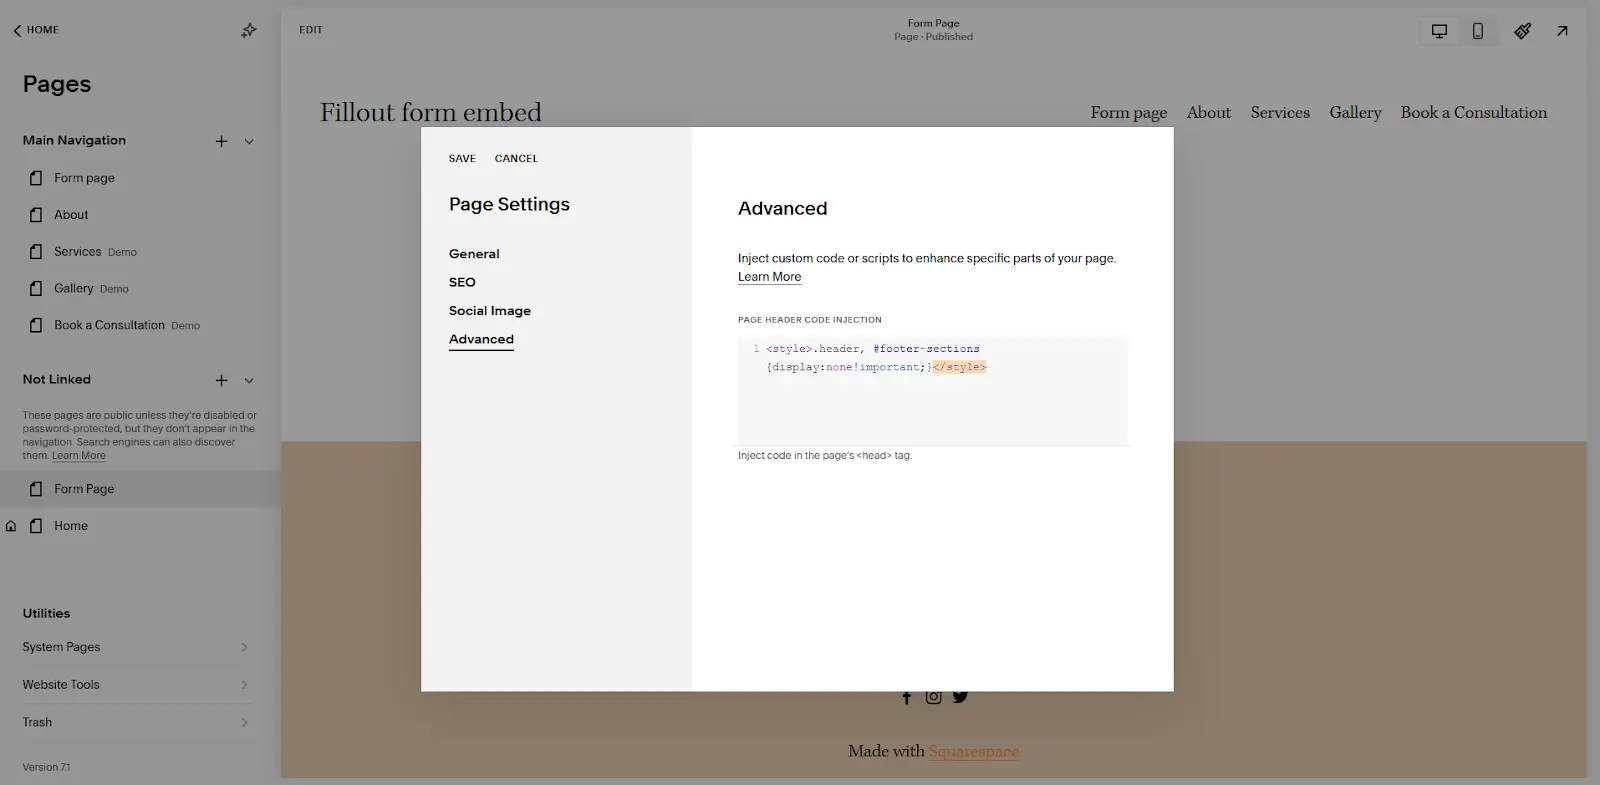 HOME
Pages
Main Navigation
Form page
About
Services Demo
Gallery Demo
Book a Consultation Demo
Not Linked
These pages are public unless they're disabled or
password-protected, but they don't appear in the
navigation. Search engines can also discover
them. Learn More
Form Page
Home
Utilities
System Pages
Website Tools
Trash
Version 7.1
EDIT
Form Page
Page · Published
Fillout form embed
Form page About Services Gallery Book a Consultation
SAVE CANCEL
Page Settings
General
SEO
Social Image
Advanced
Advanced
Inject custom code or scripts to enhance specific parts of your page.
Learn More
PAGE HEADER CODE INJECTION
1 <style>.header, #footer-sections
{display:none!important;}</style>
Inject code in the page's <head> tag.
Made with Squarespace